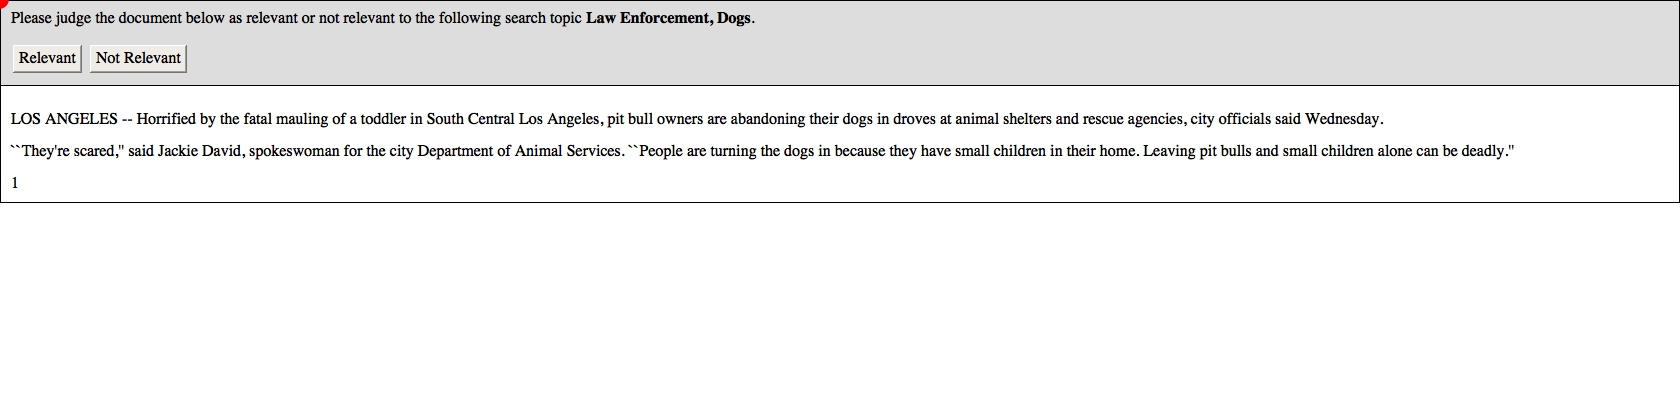 Please judge the document below as relevant or not relevant to the following search topic Law Enforcement, Dogs.
Relevant Not Relevant
LOS ANGELES -- Horrified by the fatal mauling of a toddler in South Central Los Angeles, pit bull owners are abandoning their dogs in droves at animal shelters and rescue agencies, city officials said Wednesday.
``They're scared,'' said Jackie David, spokeswoman for the city Department of Animal Services. ``People are turning the dogs in because they have small children in their home. Leaving pit bulls and small children alone can be deadly.''
1